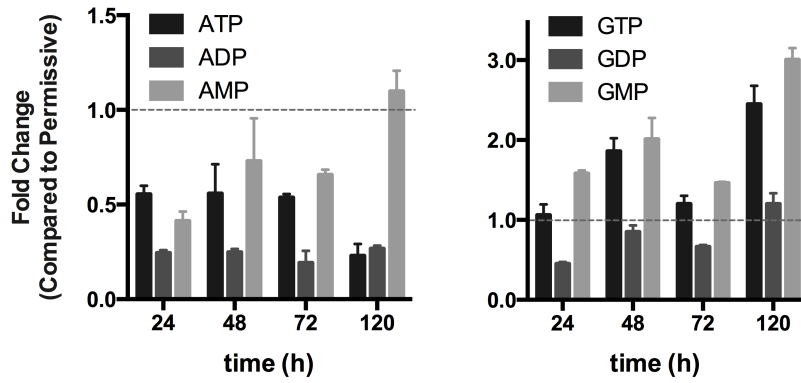 Fold Change
(Compared to Permissive)
1.5
1.0
0.5
0.0
ATP
ADP
AMP
24 48 72 120
time (h)
3.0
2.0
1.0
0.0
GTP
GDP
GMP
24 48 72 120
time (h)